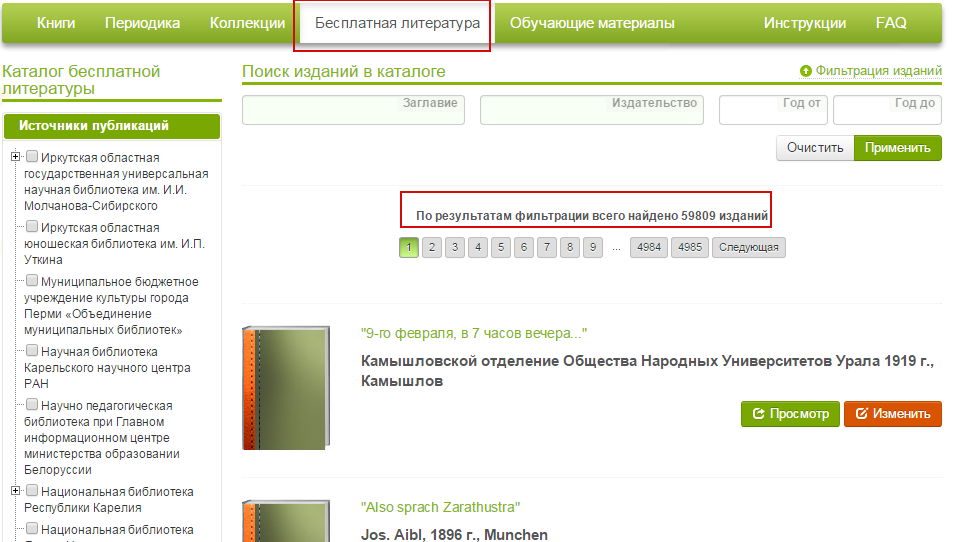 Книги Периодика Коллекции Бесплатная литература Обучающие материалы Инструкции FAQ
Каталог бесплатной
литературы
Источники публикаций
Иркутская областная
государственная универсальная
научная библиотека им. И.И.
Молчанова-Сибирского
Иркутская областная
юношеская библиотека им. И.П.
Уткина
Муниципальное бюджетное
учреждение культуры города
Перми «Объединение
муниципальных библиотек»
Научная библиотека
Карельского научного центра
РАН
Научно педагогическая
библиотека при Главном
информационном центре
министерства образовании
Белоруссии
Национальная библиотека
Республики Карелия
Национальная библиотека
Поиск изданий в каталоге
Фильтрация изданий
Заглавие Издательство Год от Год до
Очистить Применить
По результатам фильтрации всего найдено 59809 изданий
1 2 3 4 5 6 7 8 9 ... 4984 4985 Следующая
"9-го февраля, в 7 часов вечера..."
Камышловской отделение Общества Народных Университетов Урала 1919 г.,
Камышлов
Просмотр Изменить
"Also sprach Zarathustra"
Jos. Aibl, 1896 г., Munchen